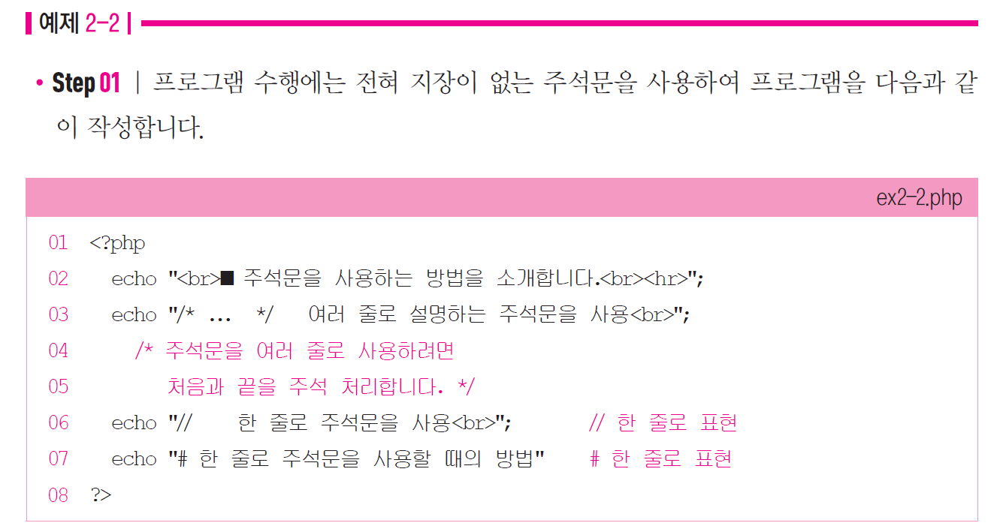 예제 2-2
• Step 01 | 프로그램 수행에는 전혀 지장이 없는 주석문을 사용하여 프로그램을 다음과 같
이 작성합니다.
ex2-2.php
01 <?php
02 echo "<br>■ 주석문을 사용하는 방법을 소개합니다.<br><hr>";
03 echo "/* ... */ 여러 줄로 설명하는 주석문을 사용<br>";
04 /* 주석문을 여러 줄로 사용하려면
05 처음과 끝을 주석 처리합니다. */
06 echo "// 한 줄로 주석문을 사용<br>"; // 한 줄로 표현
07 echo "# 한 줄로 주석문을 사용할 때의 방법" # 한 줄로 표현
08 ?>